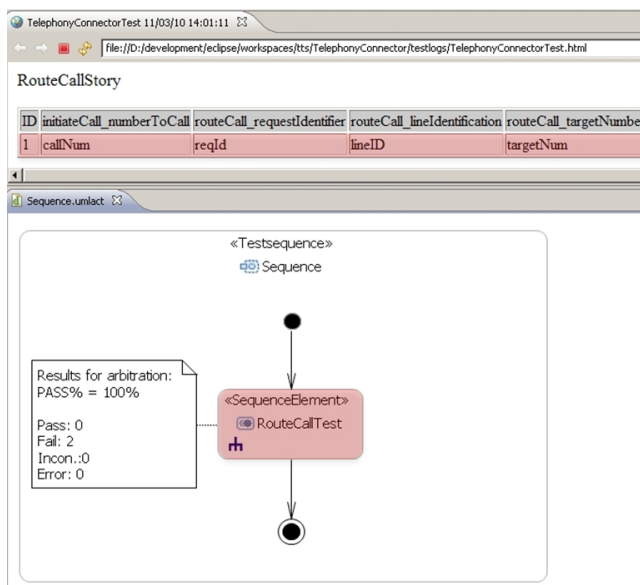 TelephonyConnectorTest 11/03/10 14:01:11
file://D:/development/eclipse/workspaces/tts/TelephonyConnector/testlogs/TelephonyConnectorTest.html
RouteCallStory
ID initiateCall_numberToCall routeCall_requestIdentifier routeCall_lineIdentification routeCall_targetNumbe
1 callNum reqId lineID targetNum
Sequence.umlact
«Testsequence»
Sequence
Results for arbitration:
PASS% = 100%
Pass: 0
Fail: 2
Incon.:0
Error: 0
«SequenceElement»
RouteCallTest